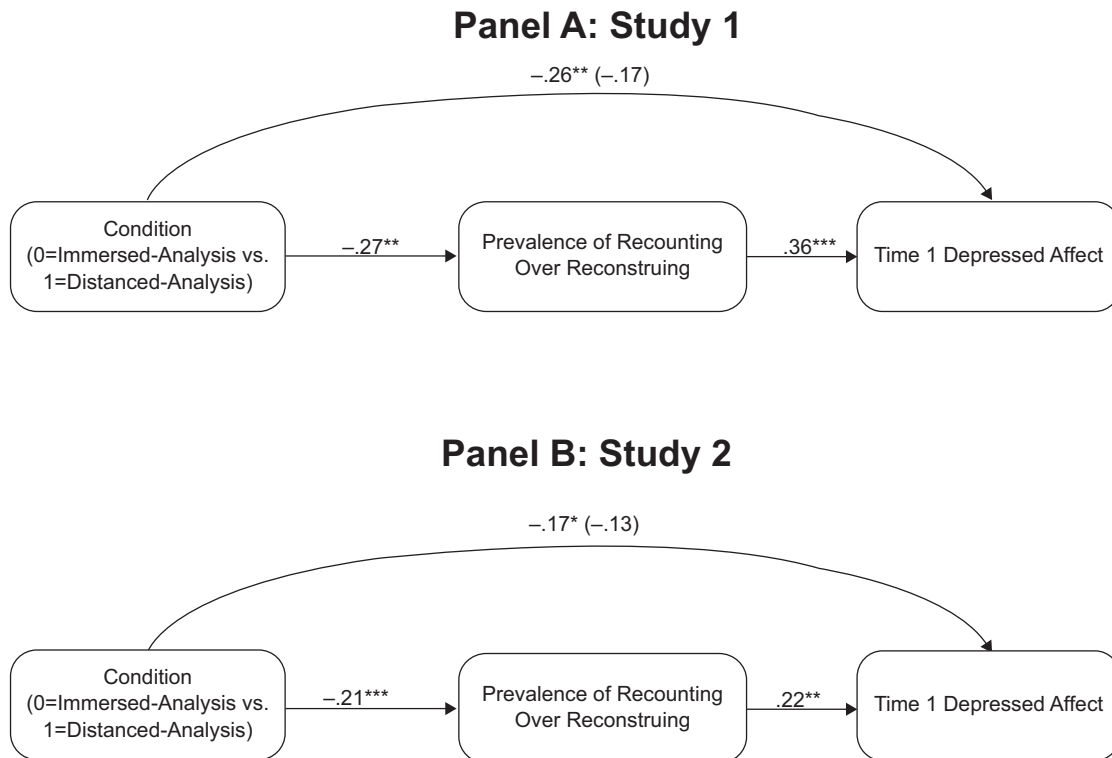 Panel A: Study 1
–.26** (–.17)
Condition
(0=Immersed-Analysis vs.
1=Distanced-Analysis)
–.27**
Prevalence of Recounting
Over Reconstruing
.36***
Time 1 Depressed Affect
Panel B: Study 2
–.17* (–.13)
Condition
(0=Immersed-Analysis vs.
1=Distanced-Analysis)
–.21***
Prevalence of Recounting
Over Reconstruing
.22**
Time 1 Depressed Affect